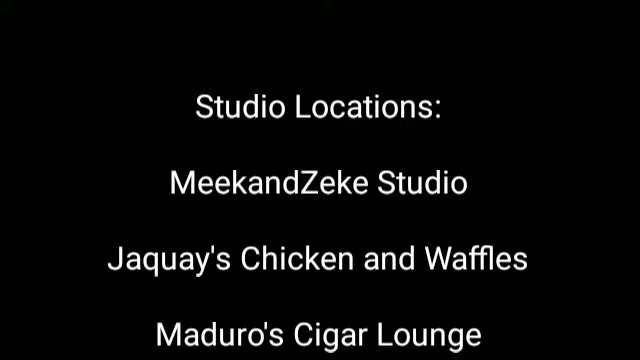 Studio Locations:
MeekandZeke Studio
Jaquay's Chicken and Waffles
Maduro's Cigar Lounge